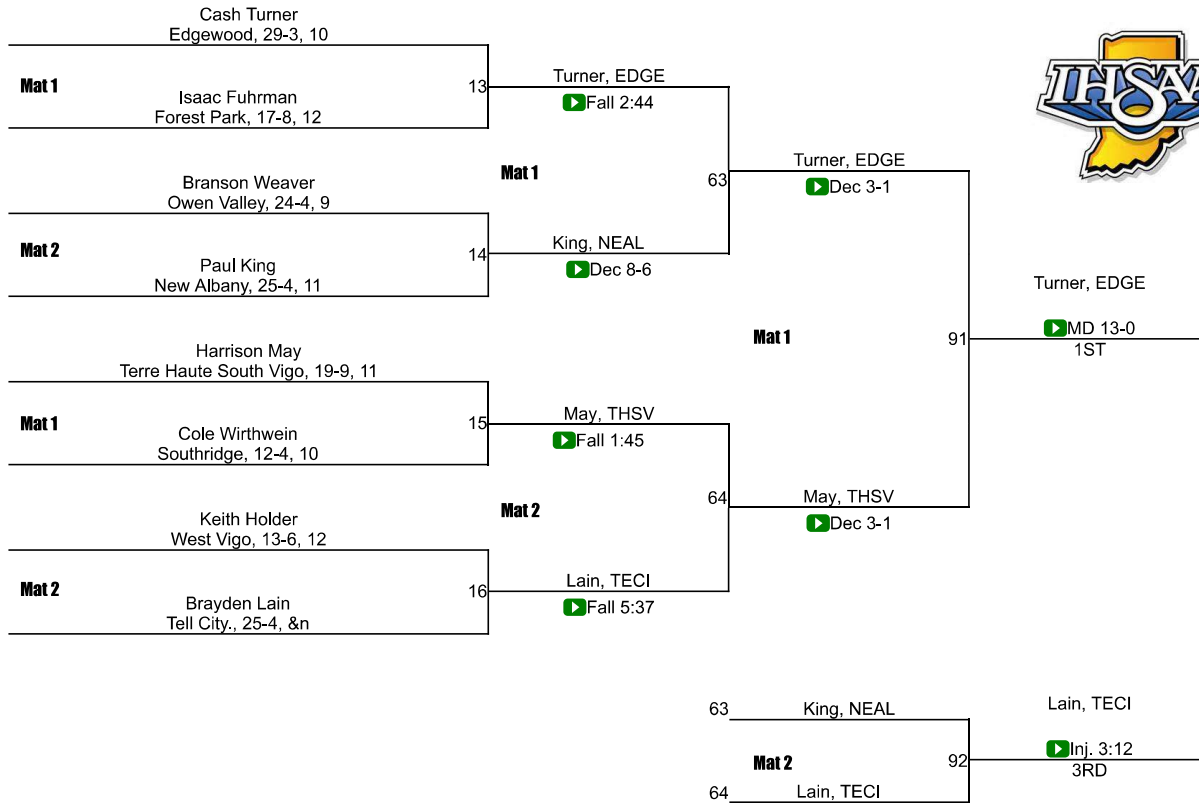 Cash Turner
Edgewood, 29-3, 10
Mat 1
13
Isaac Fuhrman
Forest Park, 17-8, 12
Turner, EDGE
Fall 2:44
Mat 1
63
Branson Weaver
Owen Valley, 24-4, 9
Mat 2
14
Paul King
New Albany, 25-4, 11
King, NEAL
Dec 8-6
Turner, EDGE
Dec 3-1
Harrison May
Terre Haute South Vigo, 19-9, 11
Mat 1
15
Cole Wirthwein
Southridge, 12-4, 10
May, THSV
Fall 1:45
Mat 2
64
Keith Holder
West Vigo, 13-6, 12
Mat 2
16
Brayden Lain
Tell City., 25-4, &n
Lain, TECI
Fall 5:37
May, THSV
Dec 3-1
Mat 1
91
Turner, EDGE
MD 13-0
1ST
IHSAA
63
King, NEAL
Mat 2
92
64
Lain, TECI
Lain, TECI
Inj. 3:12
3RD